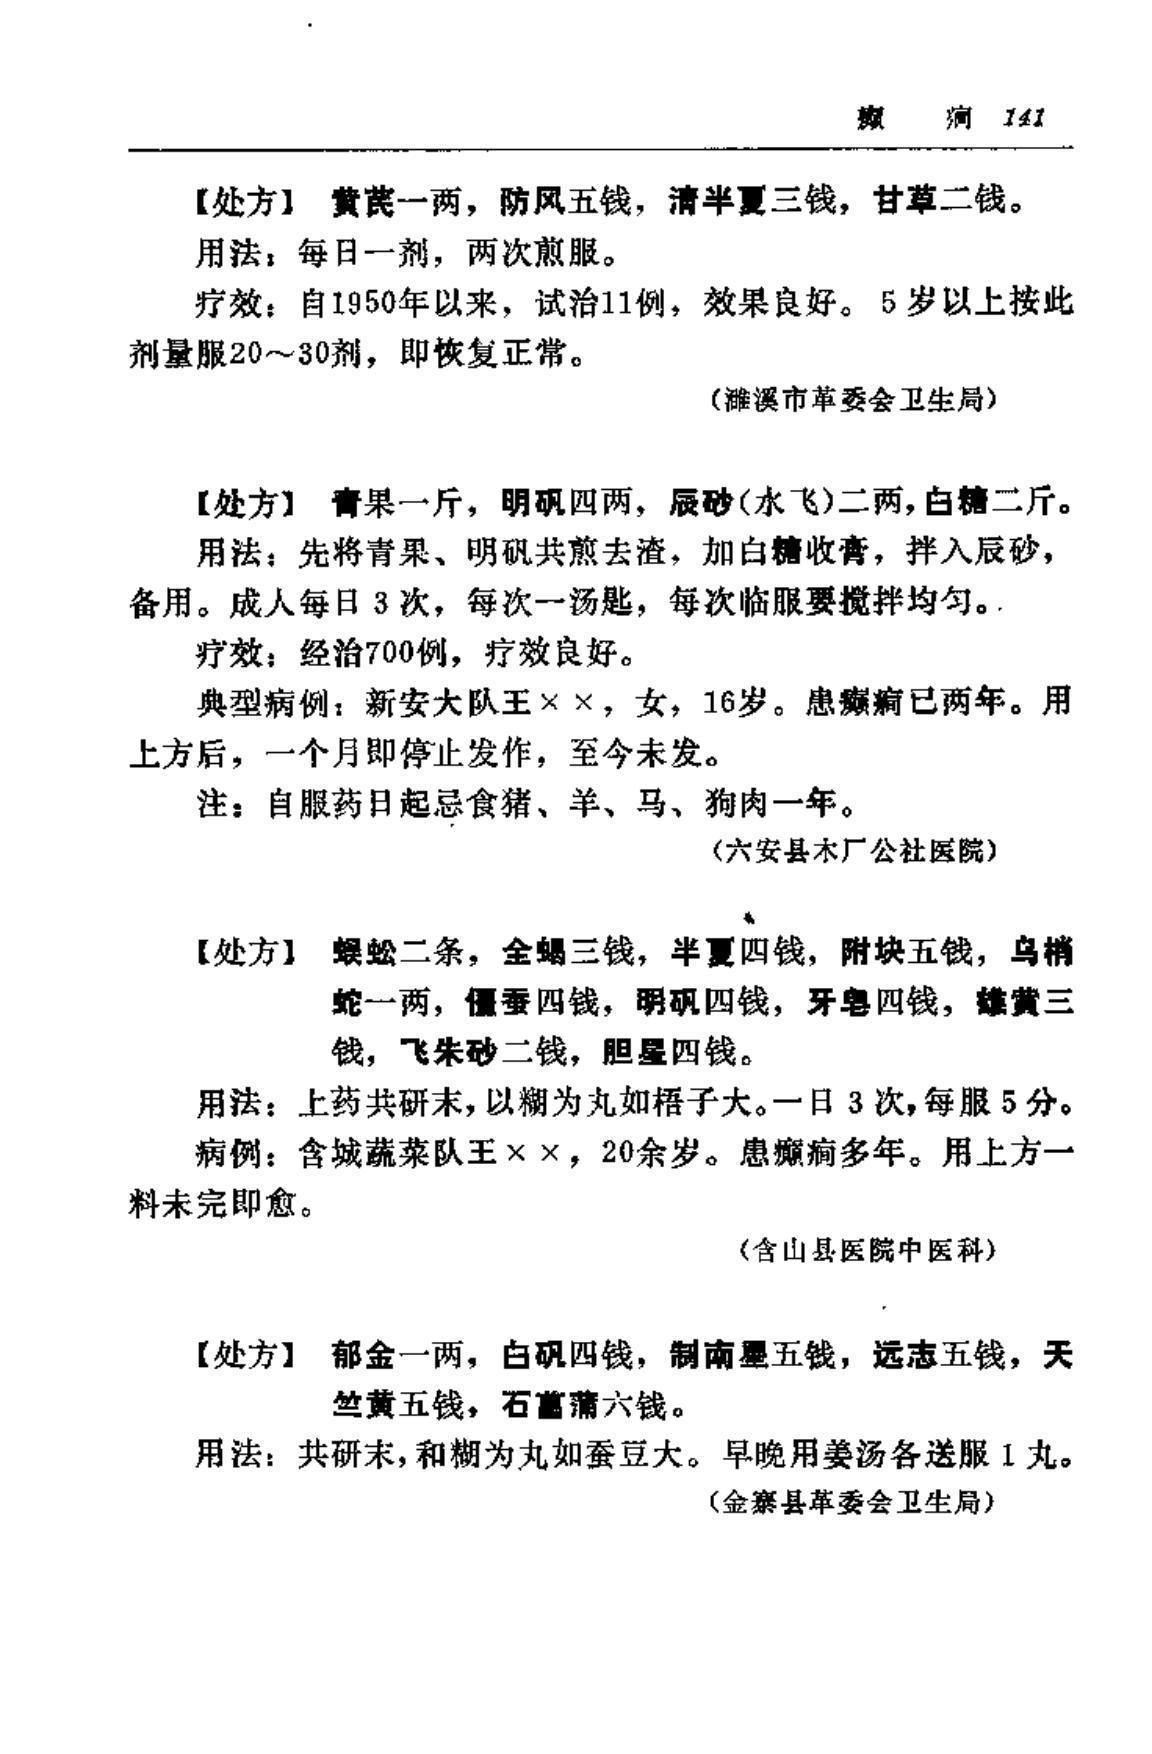 癫　　痫　141
【处方】　黄芪一两，防风五钱，清半夏三钱，甘草二钱。
用法：每日一剂，两次煎服。
疗效：自1950年以来，试治11例，效果良好。5岁以上按此
剂量服20～30剂，即恢复正常。
（濉溪市革委会卫生局）
【处方】　青果一斤，明矾四两，辰砂（水飞）二两，白糖二斤。
用法：先将青果、明矾共煎去渣，加白糖收膏，拌入辰砂，
备用。成人每日3次，每次一汤匙，每次临服要搅拌均匀。
疗效：经治700例，疗效良好。
典型病例：新安大队王××，女，16岁。患癫痫已两年。用
上方后，一个月即停止发作，至今未发。
注：自服药日起忌食猪、羊、马、狗肉一年。
（六安县木厂公社医院）
【处方】　蜈蚣二条，全蝎三钱，半夏四钱，附块五钱，乌梢
蛇一两，僵蚕四钱，明矾四钱，牙皂四钱，雄黄三
钱，飞朱砂二钱，胆星四钱。
用法：上药共研末，以糊为丸如梧子大。一日3次，每服5分。
病例：含城蔬菜队王××，20余岁。患癫痫多年。用上方一
料未完即愈。
（含山县医院中医科）
【处方】　郁金一两，白矾四钱，制南星五钱，远志五钱，天
竺黄五钱，石菖蒲六钱。
用法：共研末，和糊为丸如蚕豆大。早晚用姜汤各送服1丸。
（金寨县革委会卫生局）